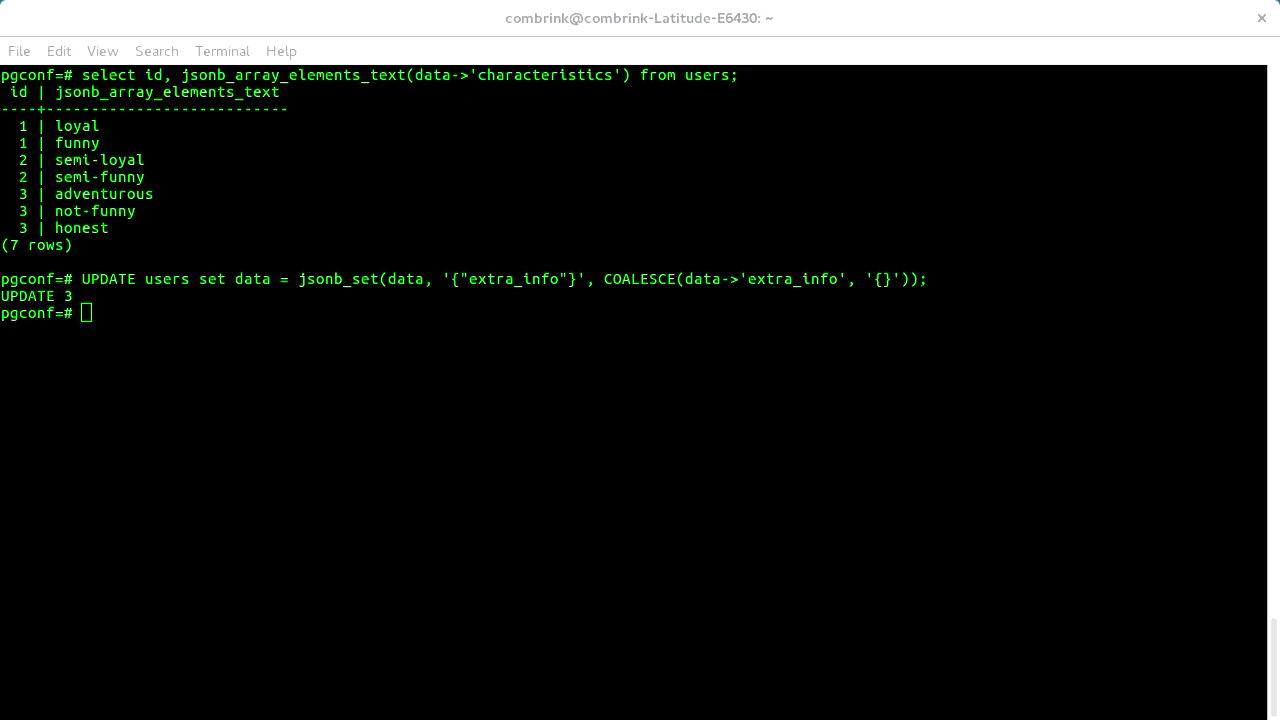 combrink@combrink-Latitude-E6430: ~
×
File Edit View Search Terminal Help
pgconf=# select id, jsonb_array_elements_text(data->'characteristics') from users;
 id | jsonb_array_elements_text
----+---------------------------
  1 | loyal
  1 | funny
  2 | semi-loyal
  2 | semi-funny
  3 | adventurous
  3 | not-funny
  3 | honest
(7 rows)
pgconf=# UPDATE users set data = jsonb_set(data, '{"extra_info"}', COALESCE(data->'extra_info', '{}'));
UPDATE 3
pgconf=#